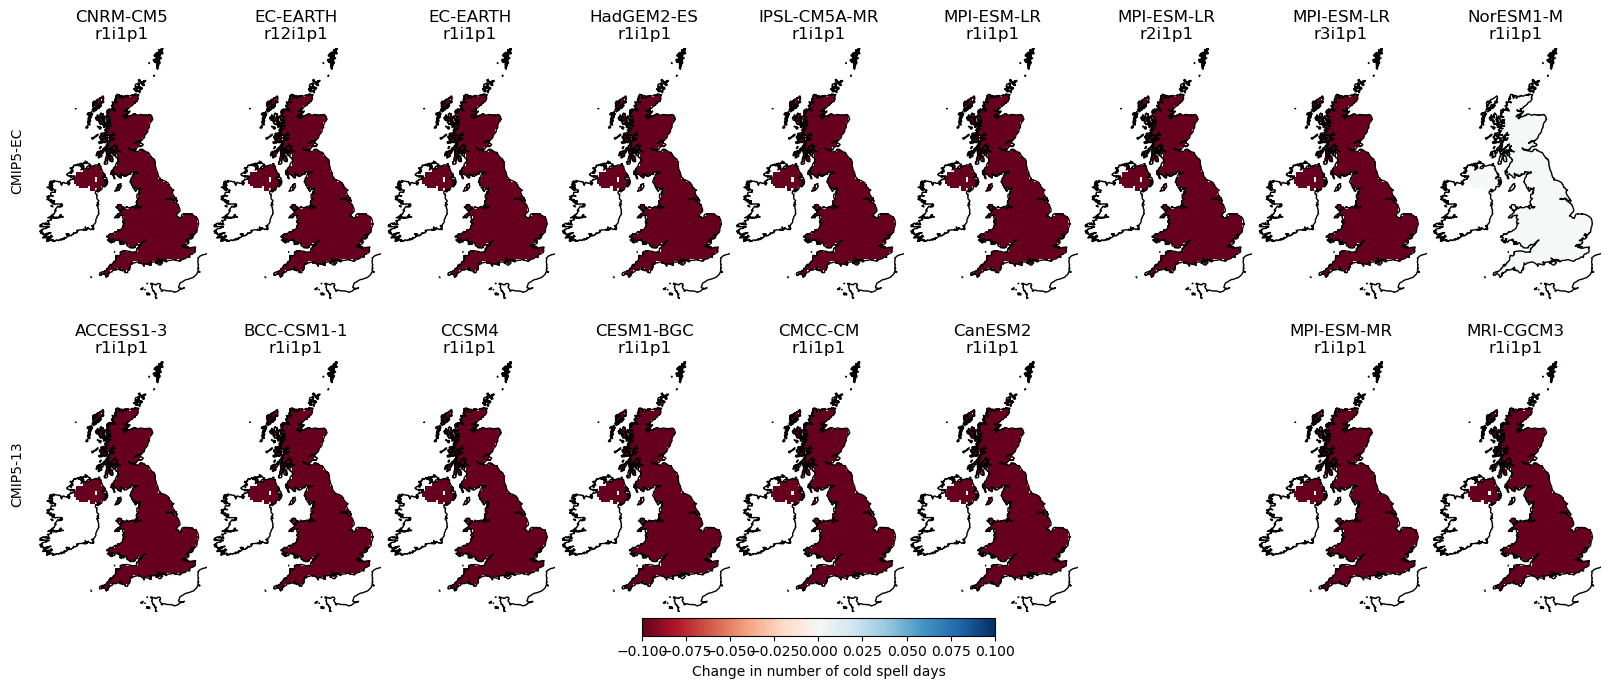 CNRM-CM5
r1i1p1
EC-EARTH
r12i1p1
EC-EARTH
r1i1p1
HadGEM2-ES
r1i1p1
IPSL-CM5A-MR
r1i1p1
MPI-ESM-LR
r1i1p1
MPI-ESM-LR
r2i1p1
MPI-ESM-LR
r3i1p1
NorESM1-M
r1i1p1
CMIP5-EC
ACCESS1-3
r1i1p1
BCC-CSM1-1
r1i1p1
CCSM4
r1i1p1
CESM1-BGC
r1i1p1
CMCC-CM
r1i1p1
CanESM2
r1i1p1
MPI-ESM-MR
r1i1p1
MRI-CGCM3
r1i1p1
CMIP5-13
−0.100 −0.075 −0.050 −0.025 0.000 0.025 0.050 0.075 0.100
Change in number of cold spell days